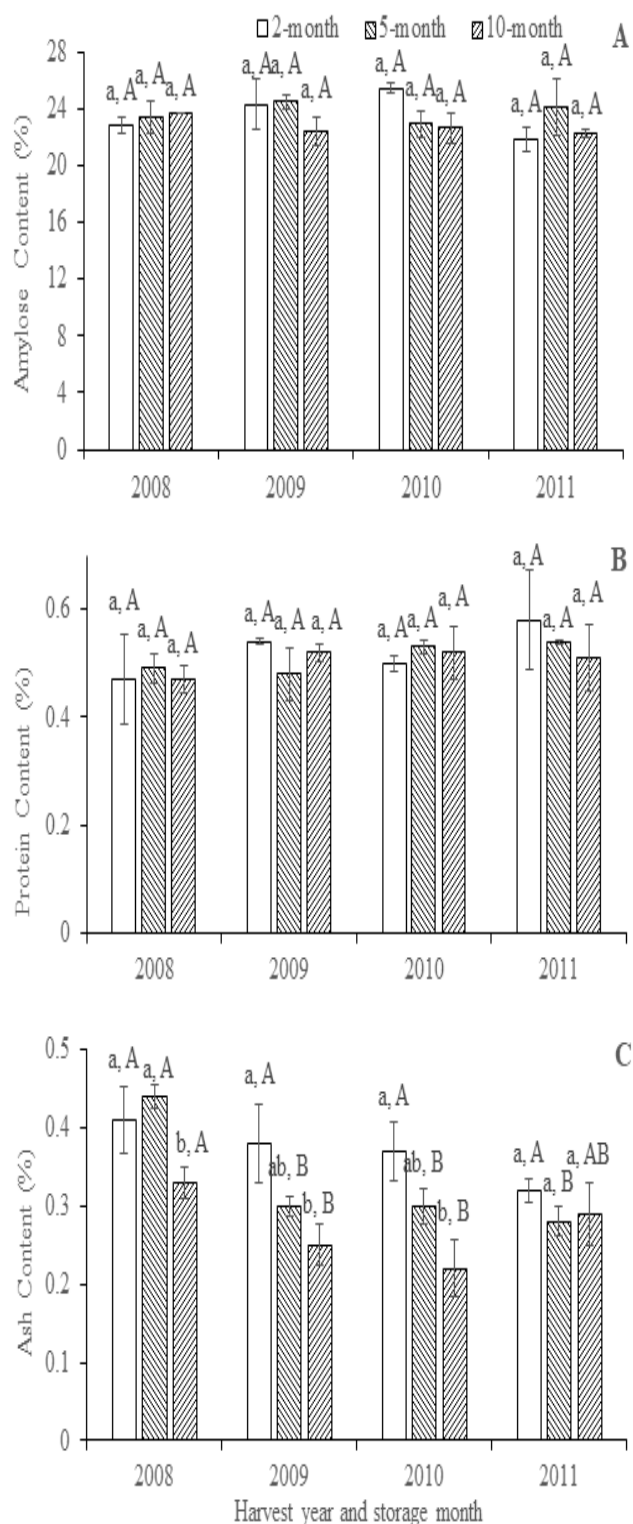 2-month 5-month 10-month A
28
24
20
16
12
8
4
0
Amylose Content (%)
a, A a, A a, A a, A a, A a, A a, A a, A a, A a, A a, A a, A
2008 2009 2010 2011
B
0.6
0.4
0.2
0
Protein Content (%)
a, A a, A a, A a, A a, A a, A a, A a, A a, A a, A a, A a, A
2008 2009 2010 2011
C
0.5
0.4
0.3
0.2
0.1
0
Ash Content (%)
a, A a, A b, A a, A ab, B b, B a, A ab, B b, B a, A a, B a, AB
2008 2009 2010 2011
Harvest year and storage month